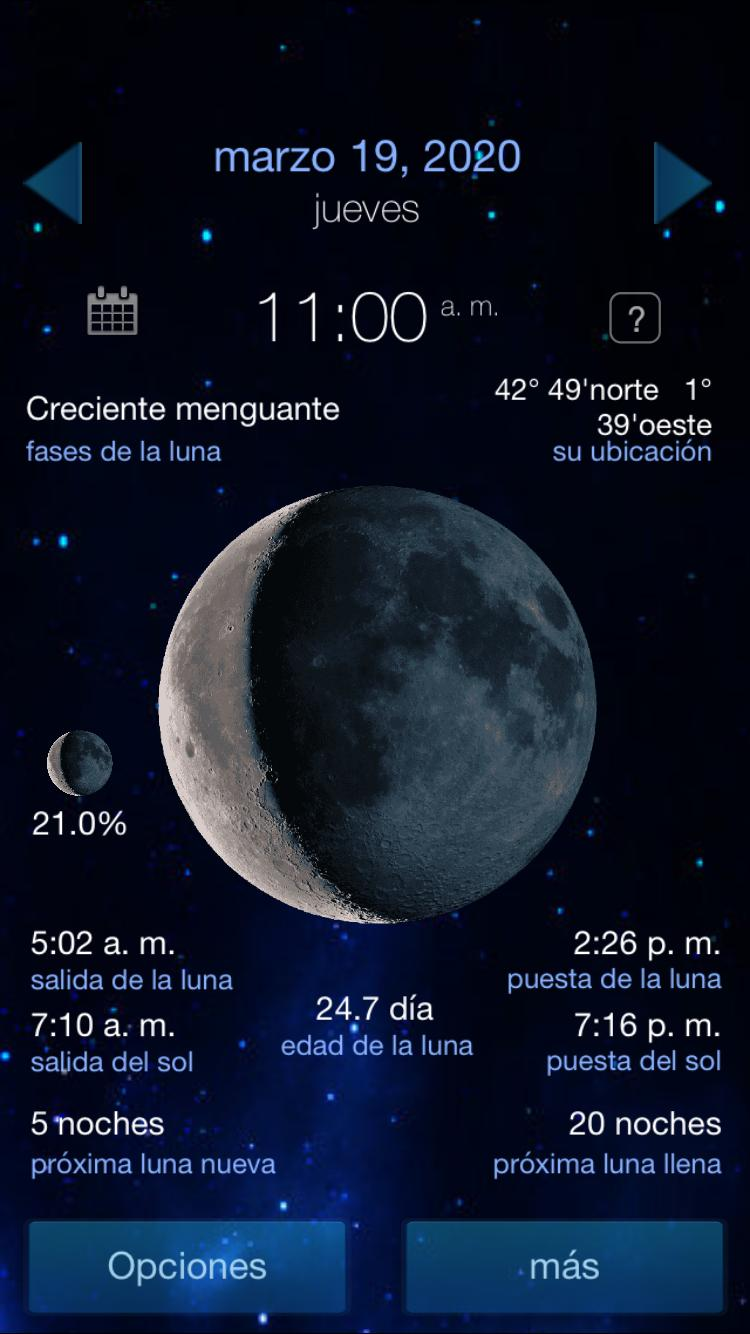 marzo 19, 2020
jueves
11:00 a. m.
?
Creciente menguante
fases de la luna
42° 49'norte 1°
39'oeste
su ubicación
21.0%
5:02 a. m.
salida de la luna
2:26 p. m.
puesta de la luna
24.7 día
edad de la luna
7:10 a. m.
salida del sol
7:16 p. m.
puesta del sol
5 noches
próxima luna nueva
20 noches
próxima luna llena
Opciones
más